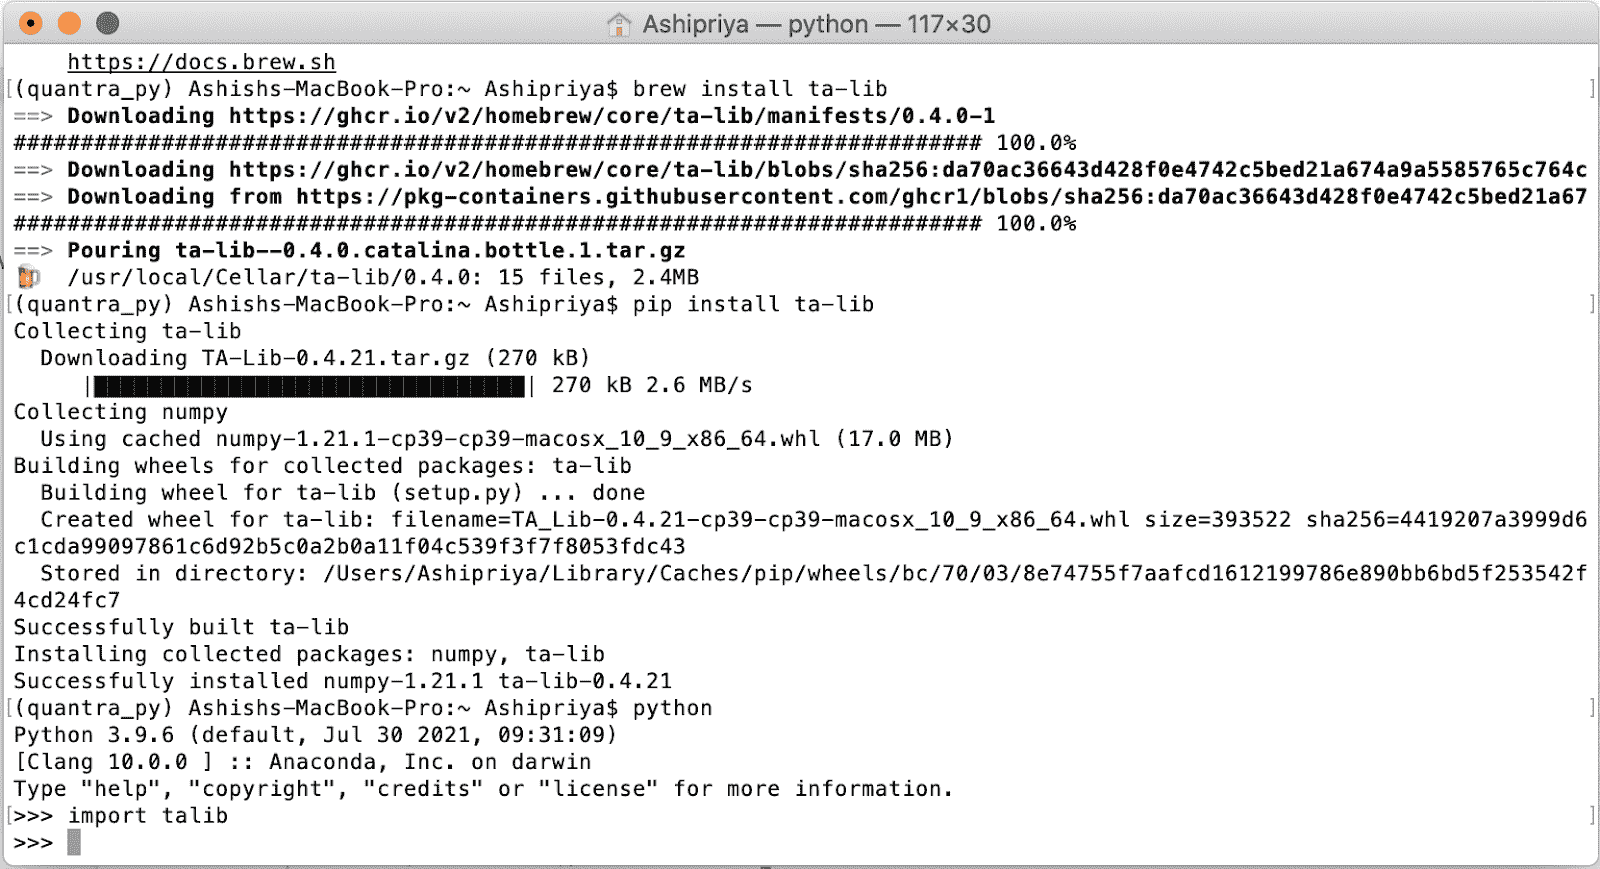 Ashipriya — python — 117×30
https://docs.brew.sh
(quantra_py) Ashishs-MacBook-Pro:~ Ashipriya$ brew install ta-lib
==> Downloading https://ghcr.io/v2/homebrew/core/ta-lib/manifests/0.4.0-1
######################################################################## 100.0%
==> Downloading https://ghcr.io/v2/homebrew/core/ta-lib/blobs/sha256:da70ac36643d428f0e4742c5bed21a674a9a5585765c764c
==> Downloading from https://pkg-containers.githubusercontent.com/ghcr1/blobs/sha256:da70ac36643d428f0e4742c5bed21a67
######################################################################## 100.0%
==> Pouring ta-lib--0.4.0.catalina.bottle.1.tar.gz
🍺  /usr/local/Cellar/ta-lib/0.4.0: 15 files, 2.4MB
(quantra_py) Ashishs-MacBook-Pro:~ Ashipriya$ pip install ta-lib
Collecting ta-lib
  Downloading TA-Lib-0.4.21.tar.gz (270 kB)
     |████████████████████████████████| 270 kB 2.6 MB/s
Collecting numpy
  Using cached numpy-1.21.1-cp39-cp39-macosx_10_9_x86_64.whl (17.0 MB)
Building wheels for collected packages: ta-lib
  Building wheel for ta-lib (setup.py) ... done
  Created wheel for ta-lib: filename=TA_Lib-0.4.21-cp39-cp39-macosx_10_9_x86_64.whl size=393522 sha256=4419207a3999d6
c1cda99097861c6d92b5c0a2b0a11f04c539f3f7f8053fdc43
  Stored in directory: /Users/Ashipriya/Library/Caches/pip/wheels/bc/70/03/8e74755f7aafcd1612199786e890bb6bd5f253542f
4cd24fc7
Successfully built ta-lib
Installing collected packages: numpy, ta-lib
Successfully installed numpy-1.21.1 ta-lib-0.4.21
(quantra_py) Ashishs-MacBook-Pro:~ Ashipriya$ python
Python 3.9.6 (default, Jul 30 2021, 09:31:09)
[Clang 10.0.0 ] :: Anaconda, Inc. on darwin
Type "help", "copyright", "credits" or "license" for more information.
>>> import talib
>>>